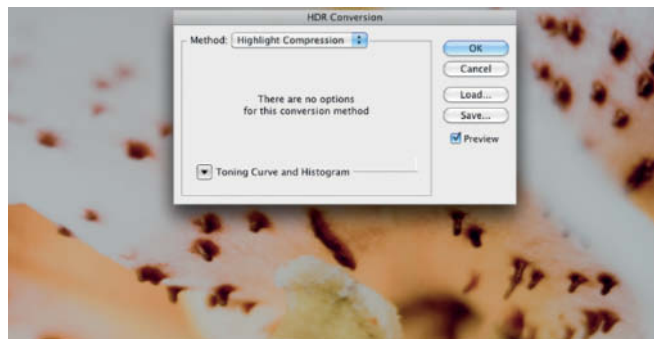 HDR Conversion
Method: Highlight Compression
OK
Cancel
Load...
Save...
Preview
There are no options
for this conversion method
Toning Curve and Histogram